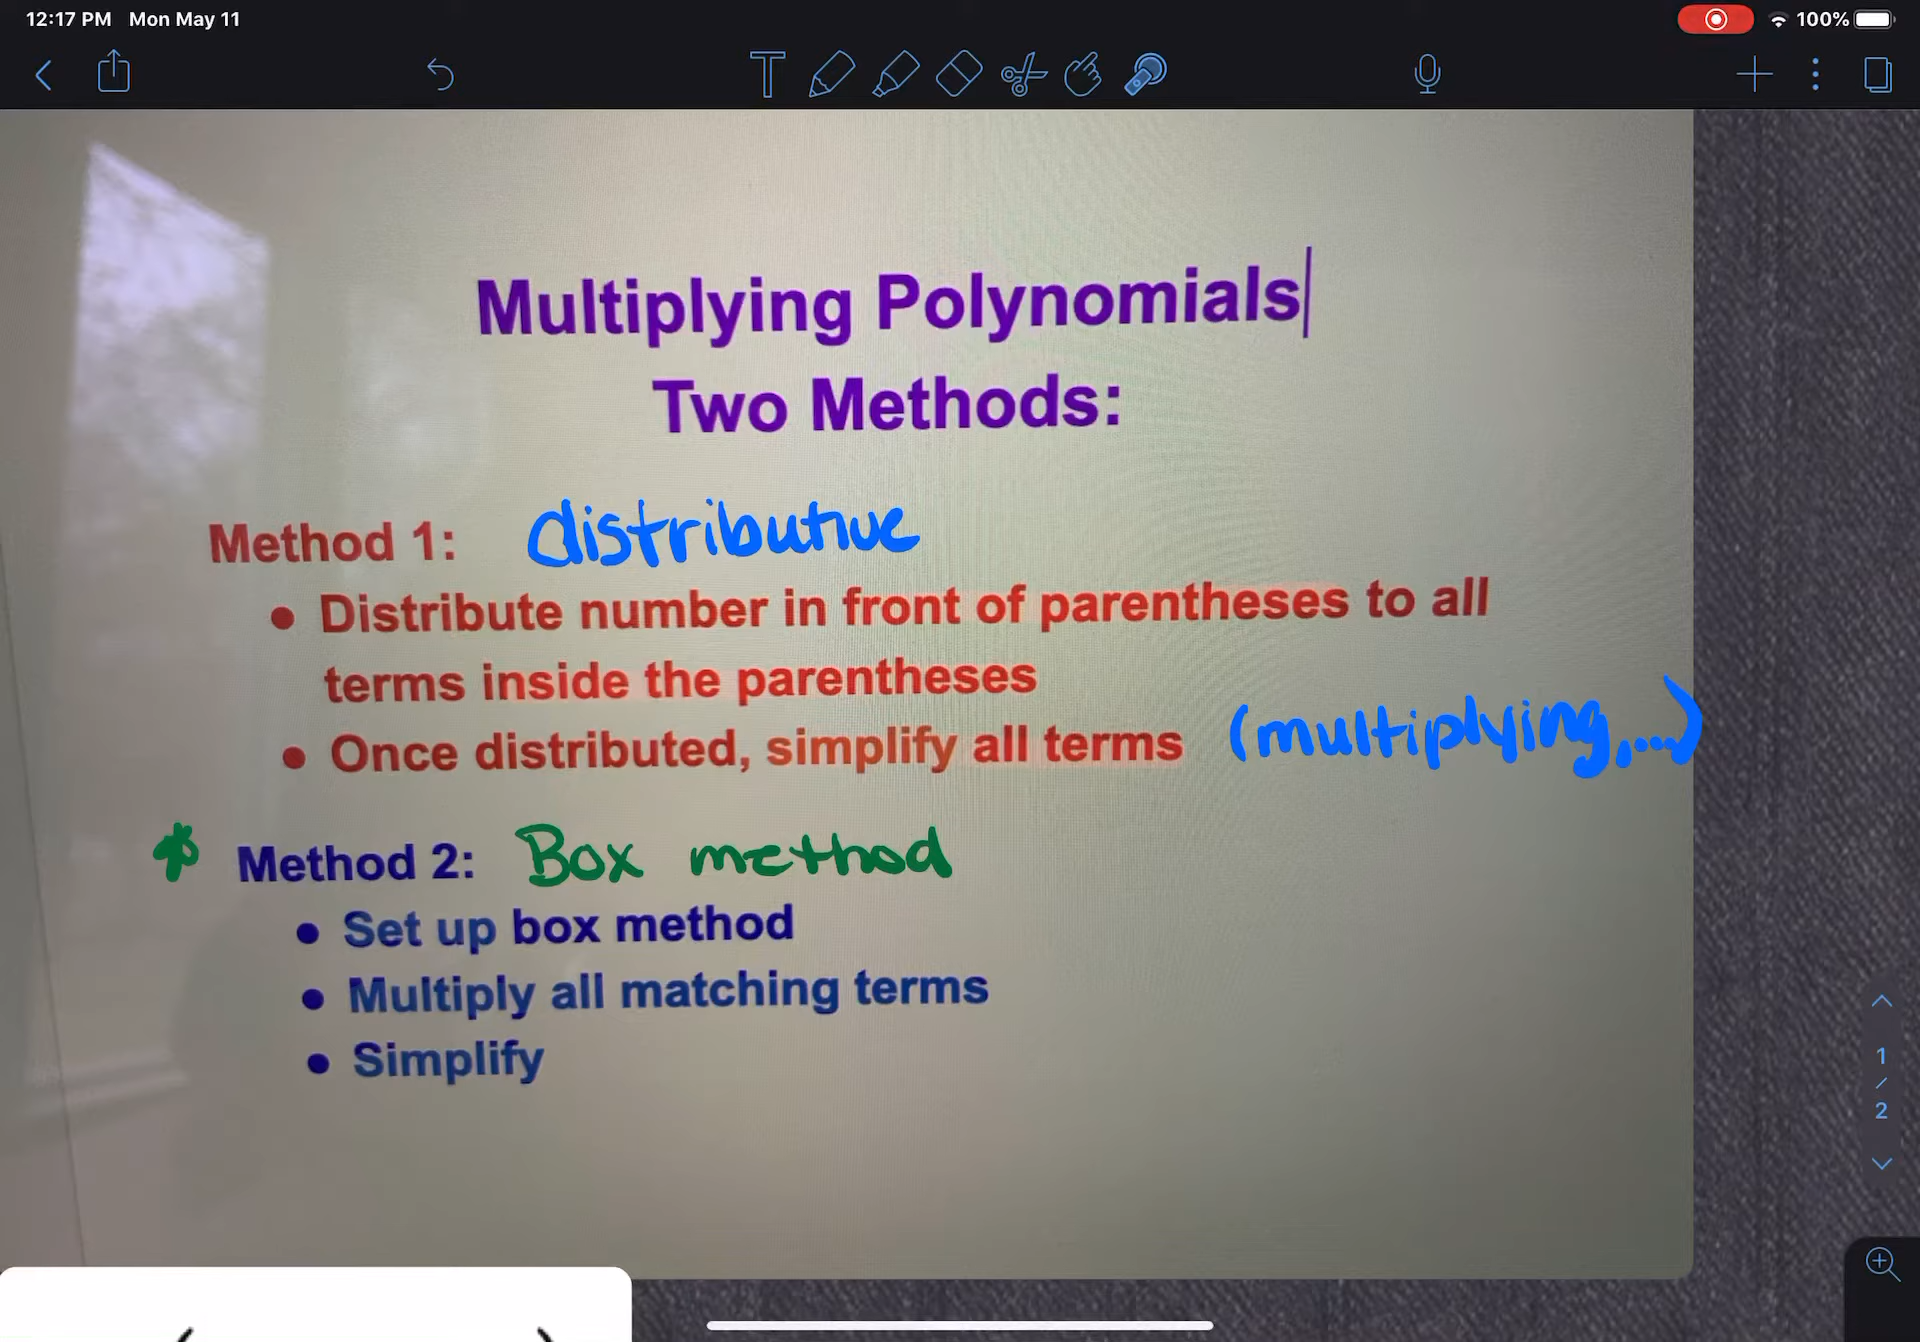 12:17 PM Mon May 11
100%
Multiplying Polynomials
Two Methods:
Method 1: distributive
• Distribute number in front of parentheses to all
terms inside the parentheses
• Once distributed, simplify all terms (multiplying,...)
* Method 2: Box method
• Set up box method
• Multiply all matching terms
• Simplify
1
/
2
( )